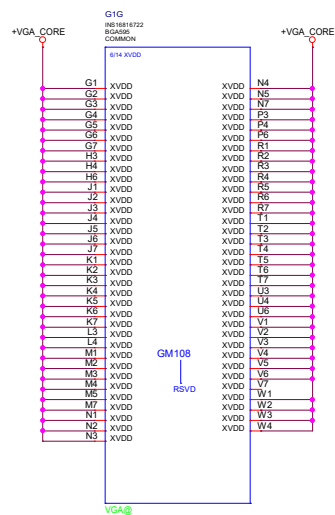 G1G
INS16816722
BGA595
COMMON
+VGA_CORE +VGA_CORE
6/14 XVDD
G1 XVDD XVDD N4
G2 XVDD XVDD N5
G3 XVDD XVDD N7
G4 XVDD XVDD P3
G5 XVDD XVDD P4
G6 XVDD XVDD P6
G7 XVDD XVDD R1
H3 XVDD XVDD R2
H4 XVDD XVDD R3
H6 XVDD XVDD R4
J1 XVDD XVDD R5
J2 XVDD XVDD R6
J3 XVDD XVDD R7
J4 XVDD XVDD T1
J5 XVDD XVDD T2
J6 XVDD XVDD T3
J7 XVDD XVDD T4
K1 XVDD XVDD T5
K2 XVDD XVDD T6
K3 XVDD XVDD T7
K4 XVDD XVDD U3
K5 XVDD XVDD U4
K6 XVDD XVDD U6
K7 XVDD XVDD V1
L3 XVDD XVDD V2
L4 XVDD XVDD V3
M1 XVDD XVDD V4
M2 XVDD XVDD V5
M3 XVDD XVDD V6
M4 XVDD XVDD V7
M5 XVDD XVDD W1
M7 XVDD XVDD W2
N1 XVDD XVDD W3
N2 XVDD XVDD W4
N3 XVDD
GM108
RSVD
VGA@